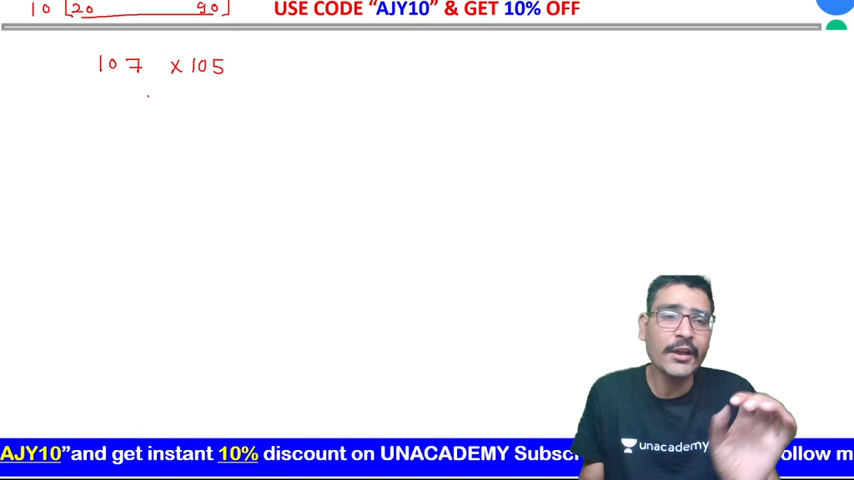 10 [20 90]
USE CODE “AJY10” & GET 10% OFF
107 x 105
unacademy
AJY10”and get instant 10% discount on UNACADEMY Subsc
ollow m